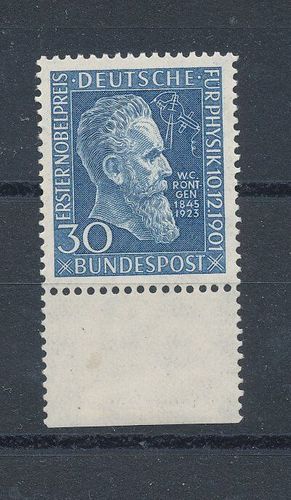 ERSTER NOBELPREIS
DEUTSCHE
FÜR PHYSIK 10.12.1901
W.C.
RÖNT-
GEN
1845
1923
30
BUNDESPOST